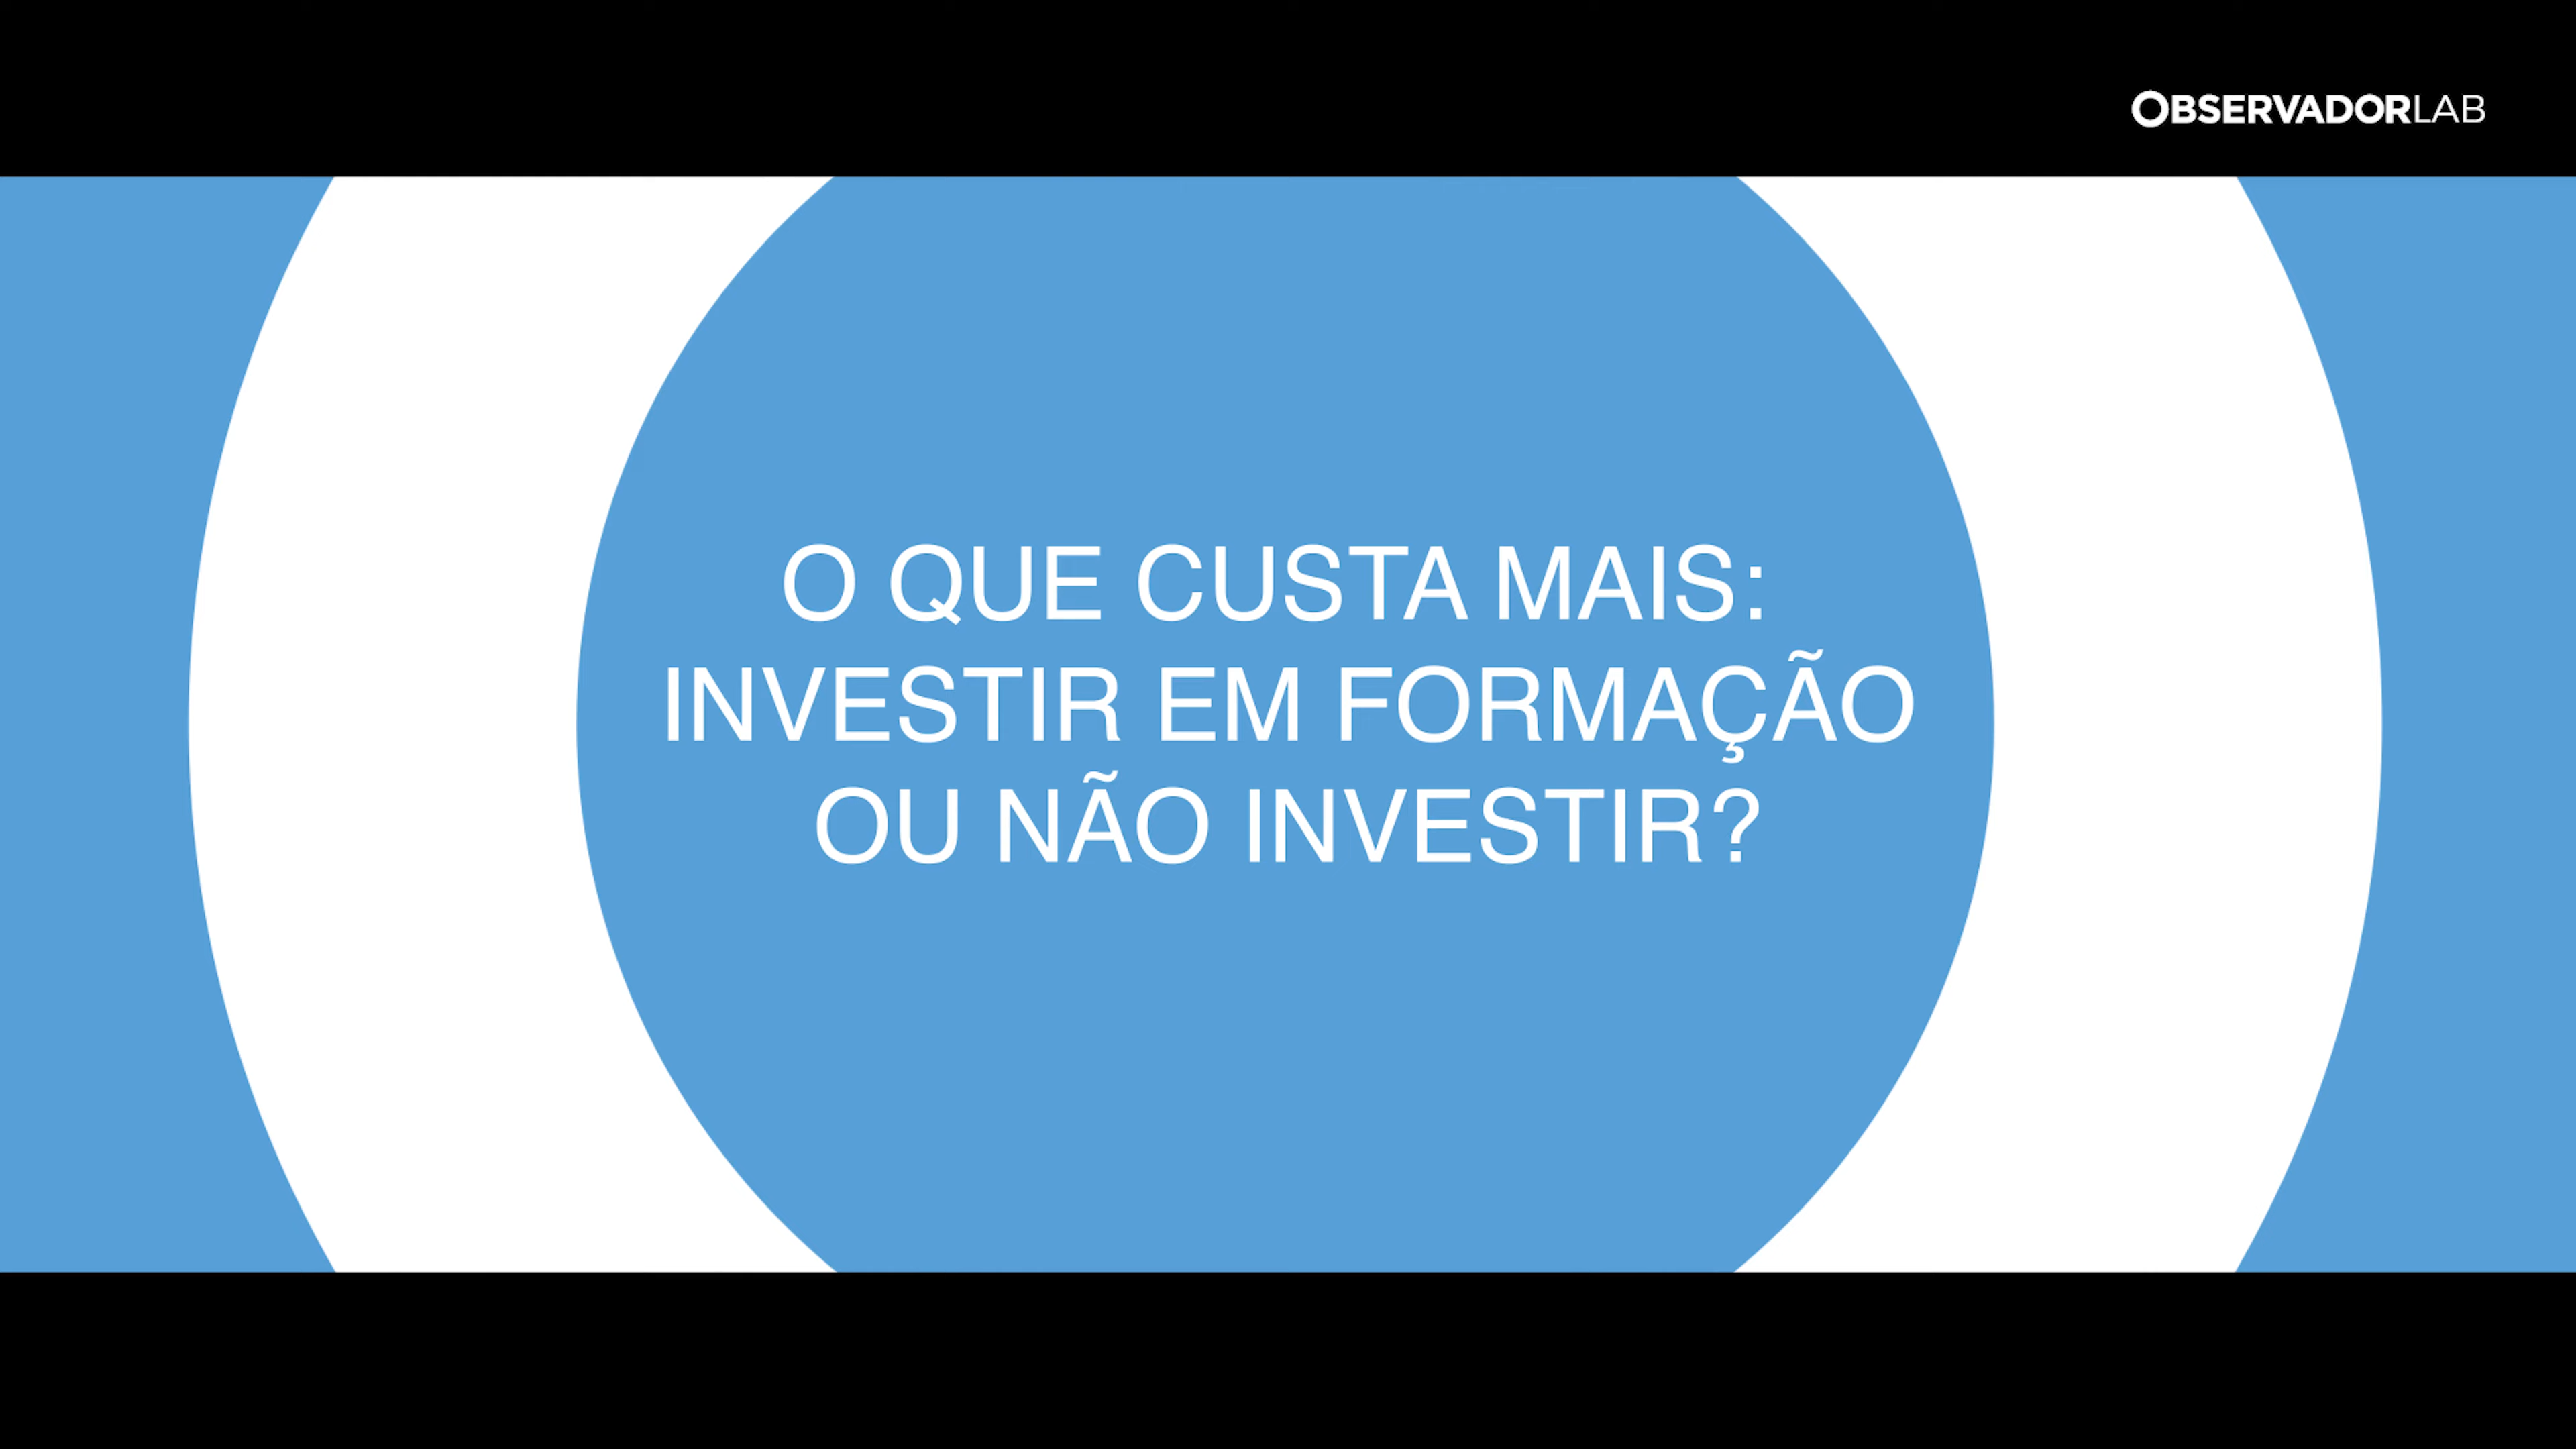 OBSERVADORLAB
O QUE CUSTA MAIS:
INVESTIR EM FORMAÇÃO
OU NÃO INVESTIR?